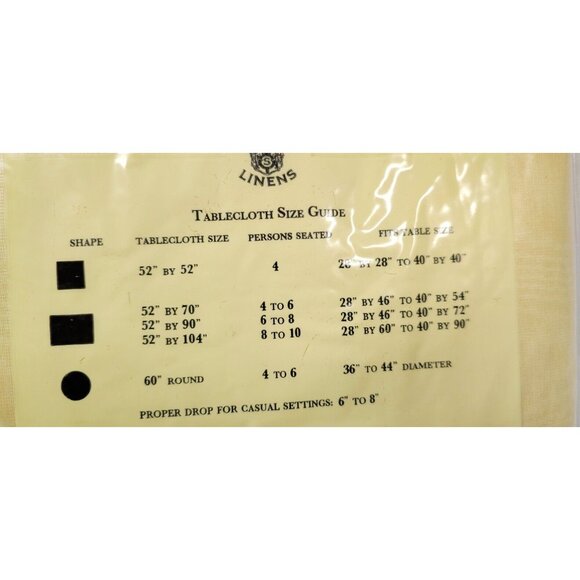 S
LINENS
TABLECLOTH SIZE GUIDE
SHAPE TABLECLOTH SIZE PERSONS SEATED FITS TABLE SIZE
52" BY 52" 4 28" BY 28" TO 40" BY 40"
52" BY 70" 4 TO 6 28" BY 46" TO 40" BY 54"
52" BY 90" 6 TO 8 28" BY 46" TO 40" BY 72"
52" BY 104" 8 TO 10 28" BY 60" TO 40" BY 90"
60" ROUND 4 TO 6 36" TO 44" DIAMETER
PROPER DROP FOR CASUAL SETTINGS: 6" TO 8"